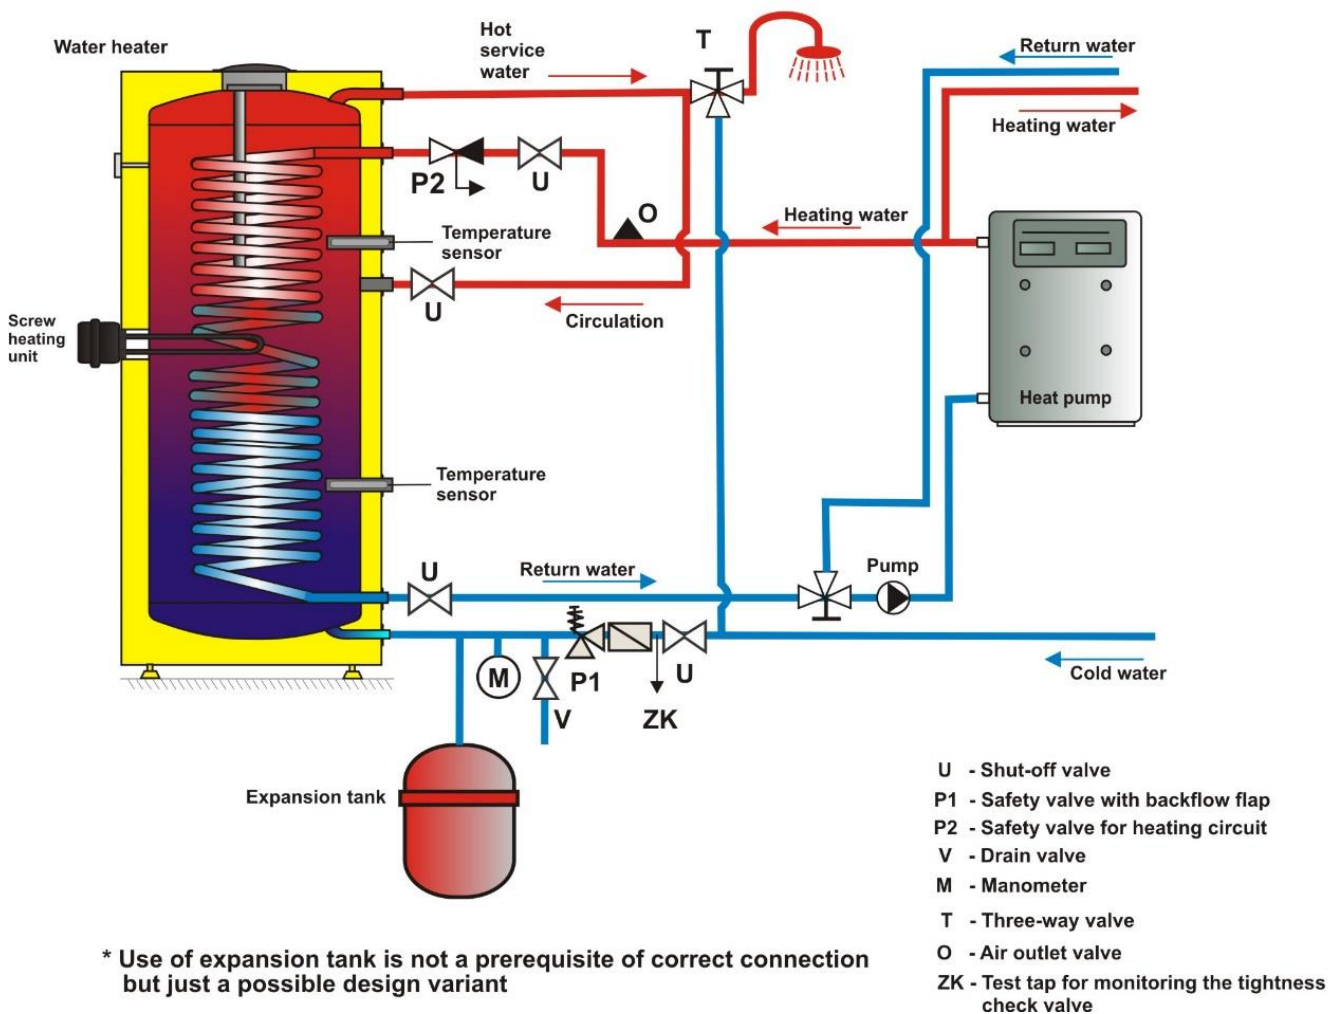 Water heater
Hot
service
water
T
Return water
Heating water
P2
U
O
Heating water
Temperature
sensor
U
Circulation
Screw
heating
unit
Heat pump
Temperature
sensor
U
Return water
Pump
M
V
P1
ZK
U
Cold water
Expansion tank
U - Shut-off valve
P1 - Safety valve with backflow flap
P2 - Safety valve for heating circuit
V - Drain valve
M - Manometer
T - Three-way valve
O - Air outlet valve
ZK - Test tap for monitoring the tightness
check valve
* Use of expansion tank is not a prerequisite of correct connection
but just a possible design variant